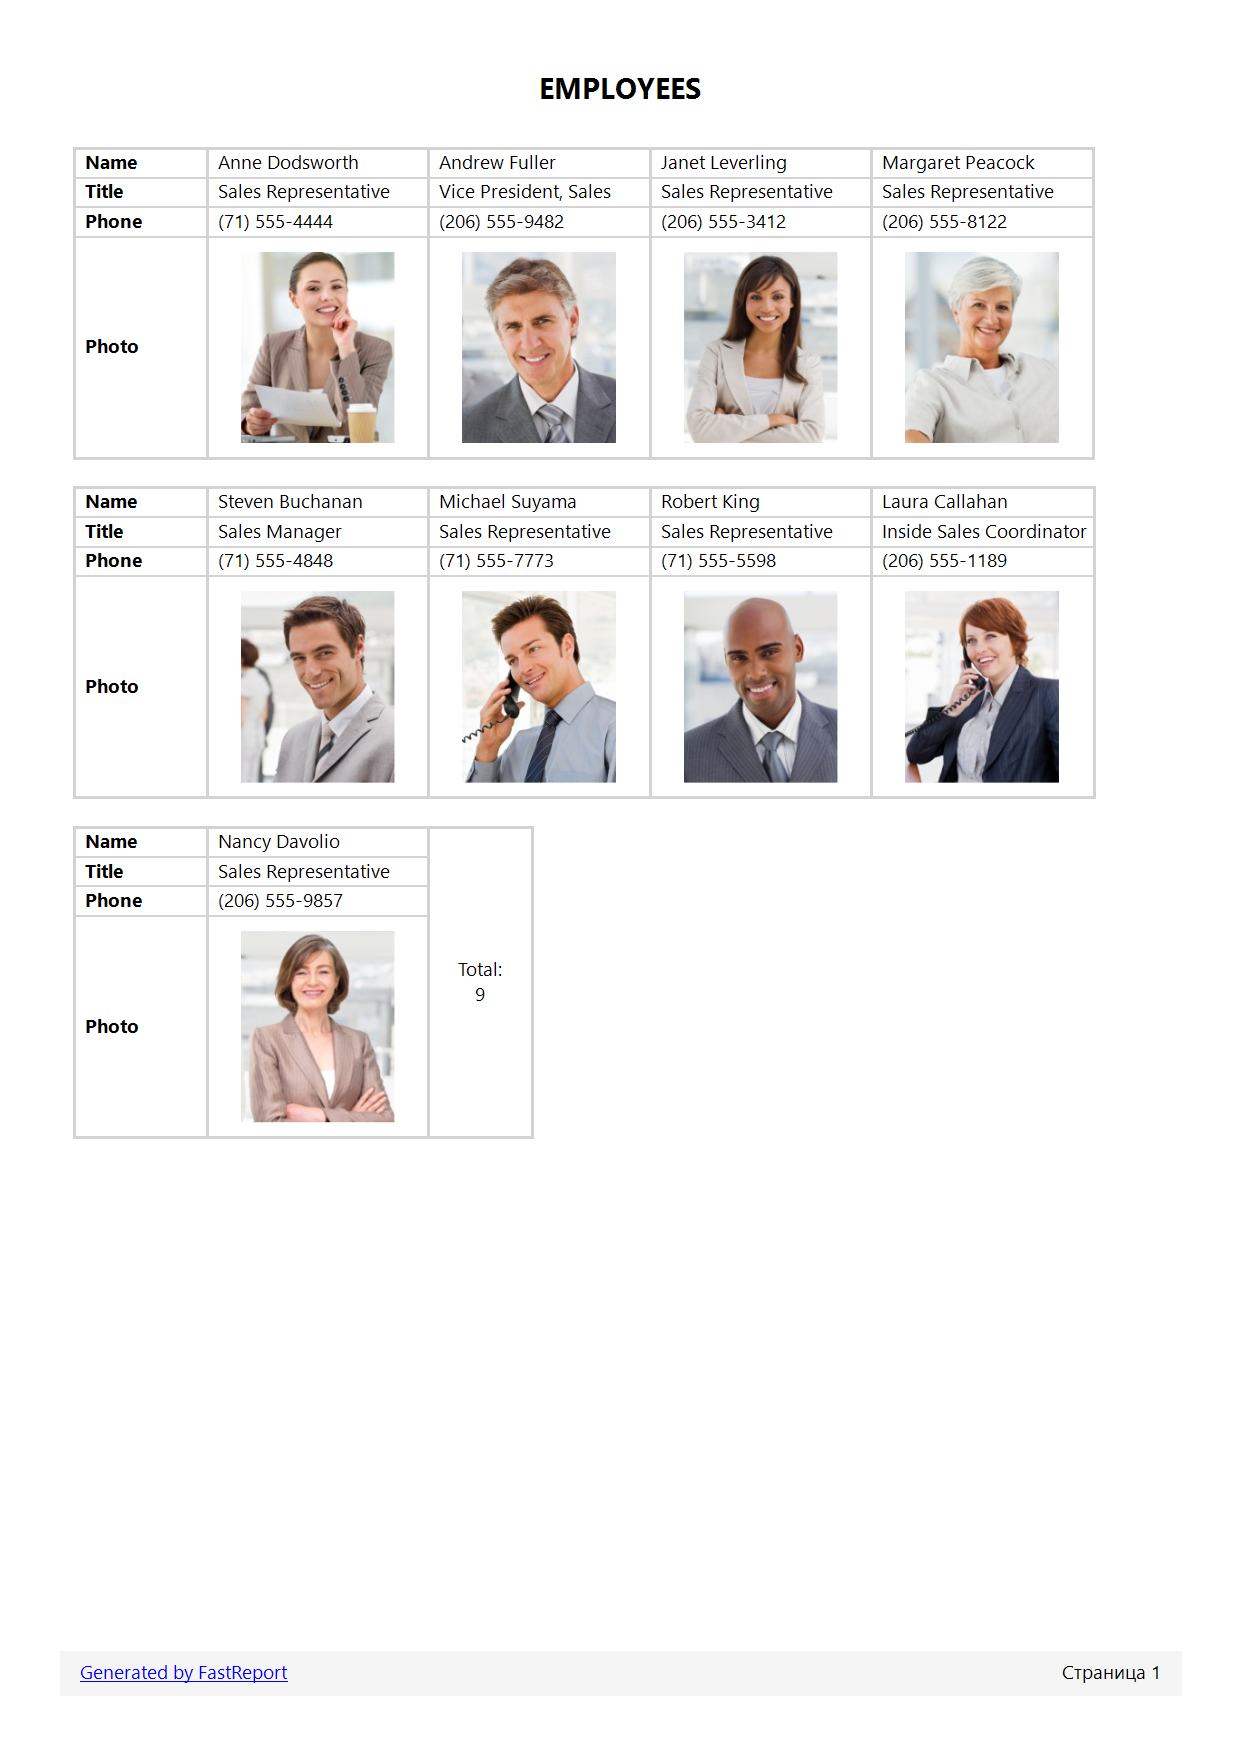 EMPLOYEES
Name Anne Dodsworth Andrew Fuller Janet Leverling Margaret Peacock
Title Sales Representative Vice President, Sales Sales Representative Sales Representative
Phone (71) 555-4444 (206) 555-9482 (206) 555-3412 (206) 555-8122
Photo
Name Steven Buchanan Michael Suyama Robert King Laura Callahan
Title Sales Manager Sales Representative Sales Representative Inside Sales Coordinator
Phone (71) 555-4848 (71) 555-7773 (71) 555-5598 (206) 555-1189
Photo
Name Nancy Davolio
Title Sales Representative
Phone (206) 555-9857
Total:
9
Photo
Generated by FastReport Страница 1